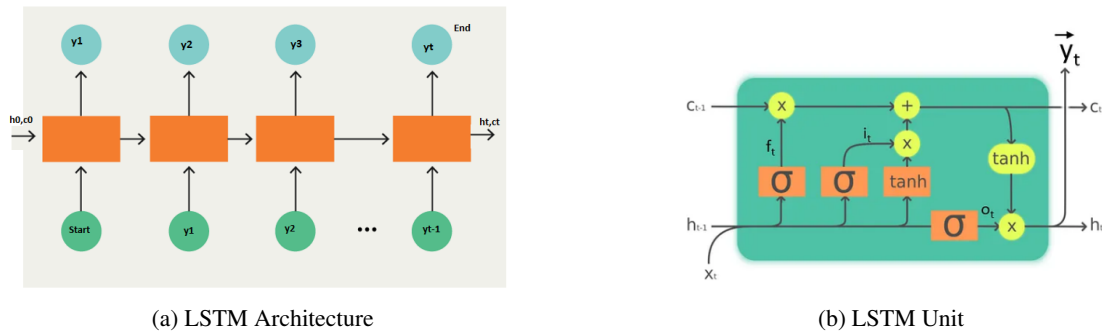 y1
y2
y3
yt
End
h0,c0
ht,ct
Start
y1
y2
...
yt-1
(a) LSTM Architecture
yt
Ct-1
x
+
Ct
it
x
ft
tanh
σ
σ
tanh
σ
ot
x
ht-1
ht
xt
(b) LSTM Unit